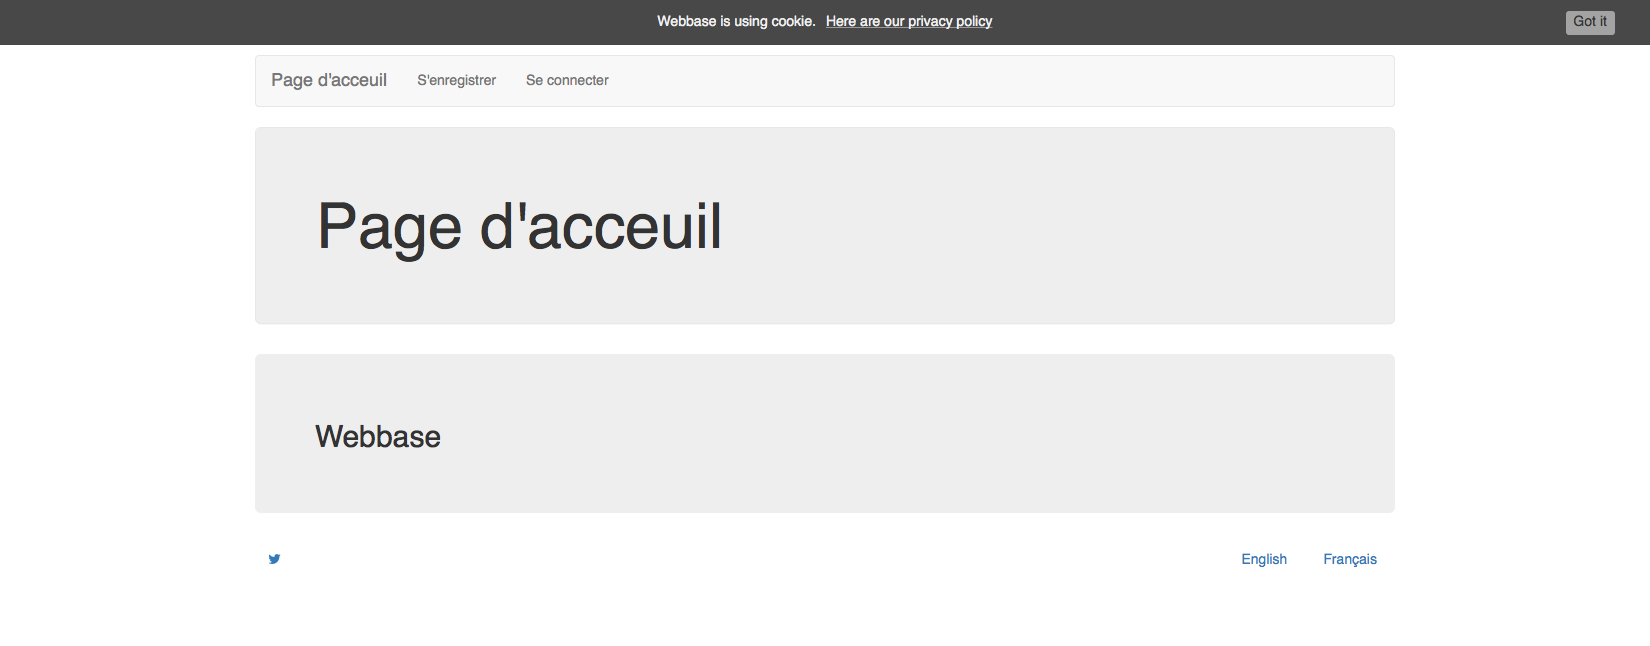 Webbase is using cookie. Here are our privacy policy Got it
Page d'acceuil S'enregistrer Se connecter
Page d'acceuil
Webbase
English Français